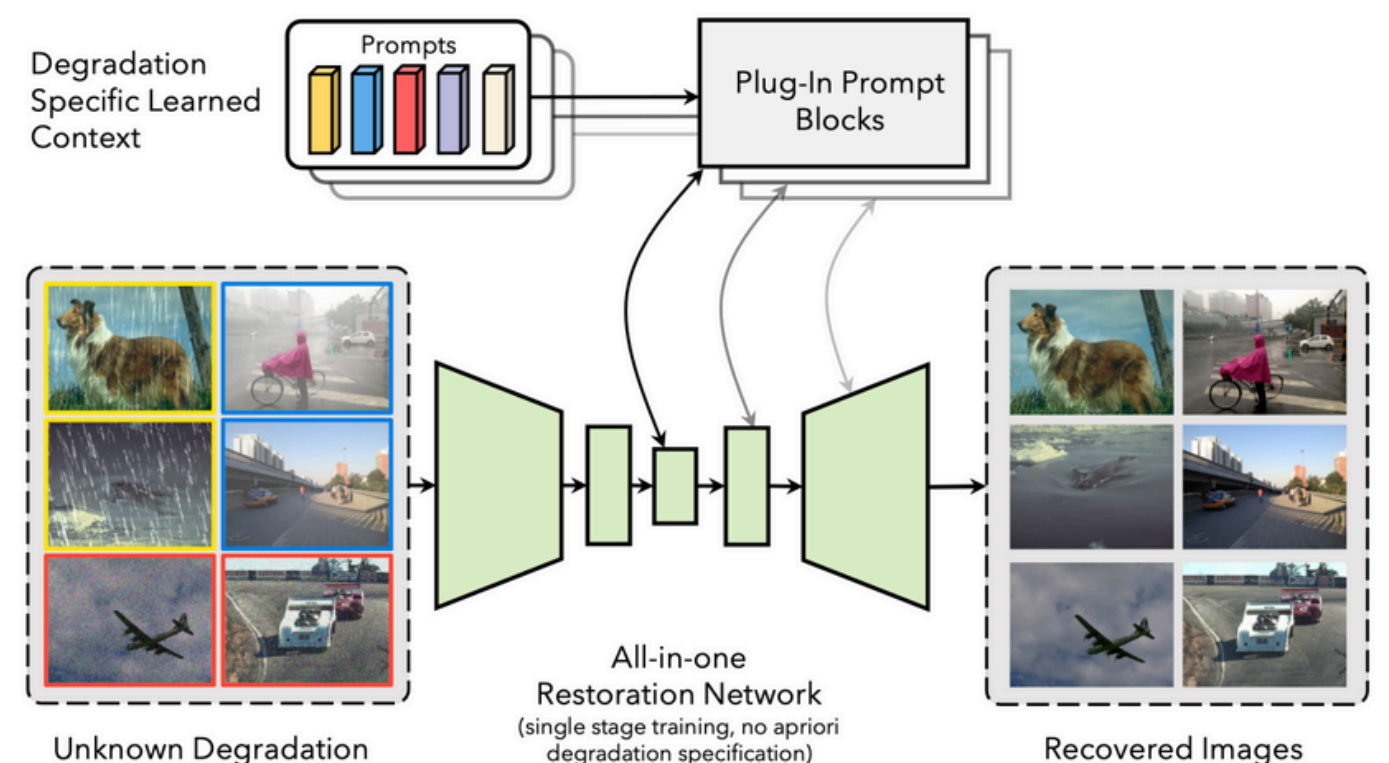 Prompts
Degradation
Specific Learned
Context
Plug-In Prompt
Blocks
All-in-one
Restoration Network
(single stage training, no apriori
degradation specification)
Unknown Degradation
Recovered Images